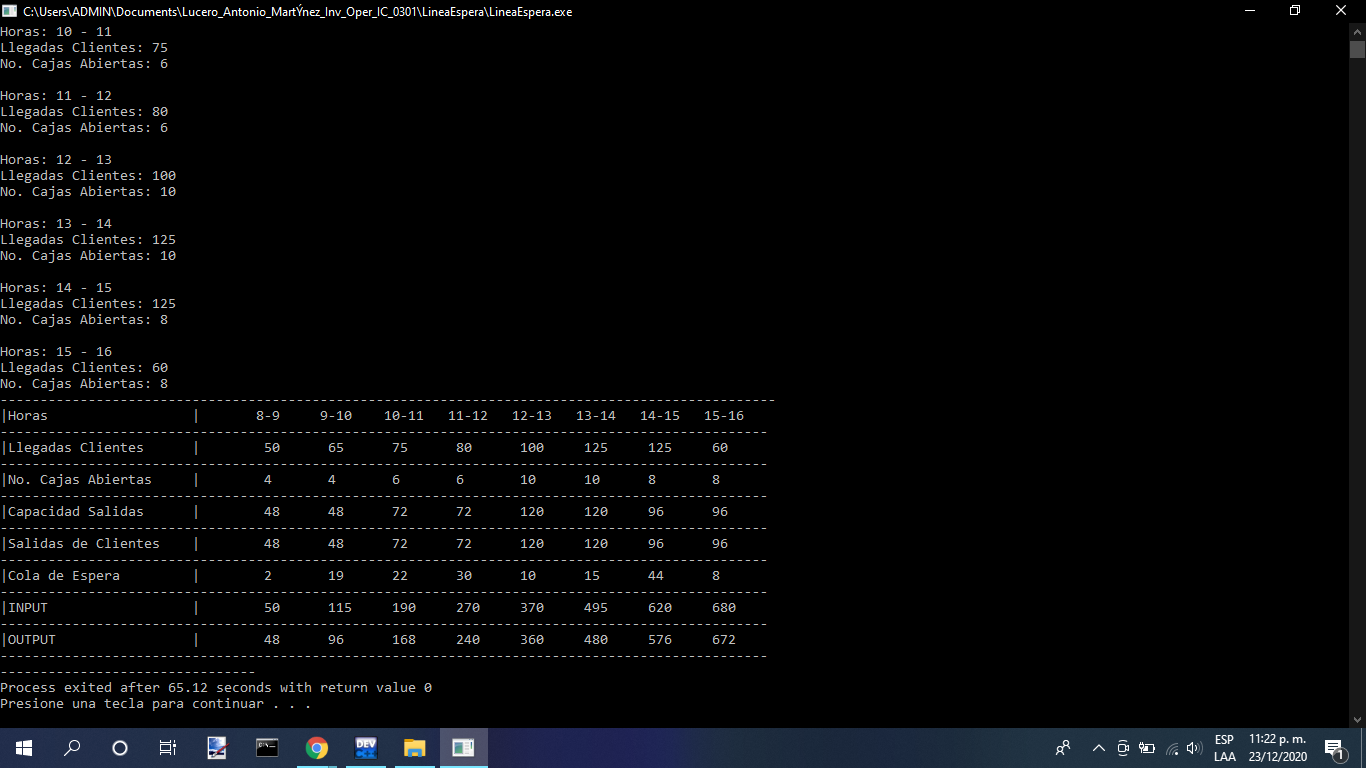 C:\Users\ADMIN\Documents\Lucero_Antonio_MartÝnez_Inv_Oper_IC_0301\LineaEspera\LineaEspera.exe
Horas: 10 - 11
Llegadas Clientes: 75
No. Cajas Abiertas: 6
Horas: 11 - 12
Llegadas Clientes: 80
No. Cajas Abiertas: 6
Horas: 12 - 13
Llegadas Clientes: 100
No. Cajas Abiertas: 10
Horas: 13 - 14
Llegadas Clientes: 125
No. Cajas Abiertas: 10
Horas: 14 - 15
Llegadas Clientes: 125
No. Cajas Abiertas: 8
Horas: 15 - 16
Llegadas Clientes: 60
No. Cajas Abiertas: 8
|Horas | 8-9 9-10 10-11 11-12 12-13 13-14 14-15 15-16
|Llegadas Clientes | 50 65 75 80 100 125 125 60
|No. Cajas Abiertas | 4 4 6 6 10 10 8 8
|Capacidad Salidas | 48 48 72 72 120 120 96 96
|Salidas de Clientes | 48 48 72 72 120 120 96 96
|Cola de Espera | 2 19 22 30 10 15 44 8
|INPUT | 50 115 190 270 370 495 620 680
|OUTPUT | 48 96 168 240 360 480 576 672
--------------------------------
Process exited after 65.12 seconds with return value 0
Presione una tecla para continuar . . .
DEV
ESP
LAA
11:22 p. m.
23/12/2020
1